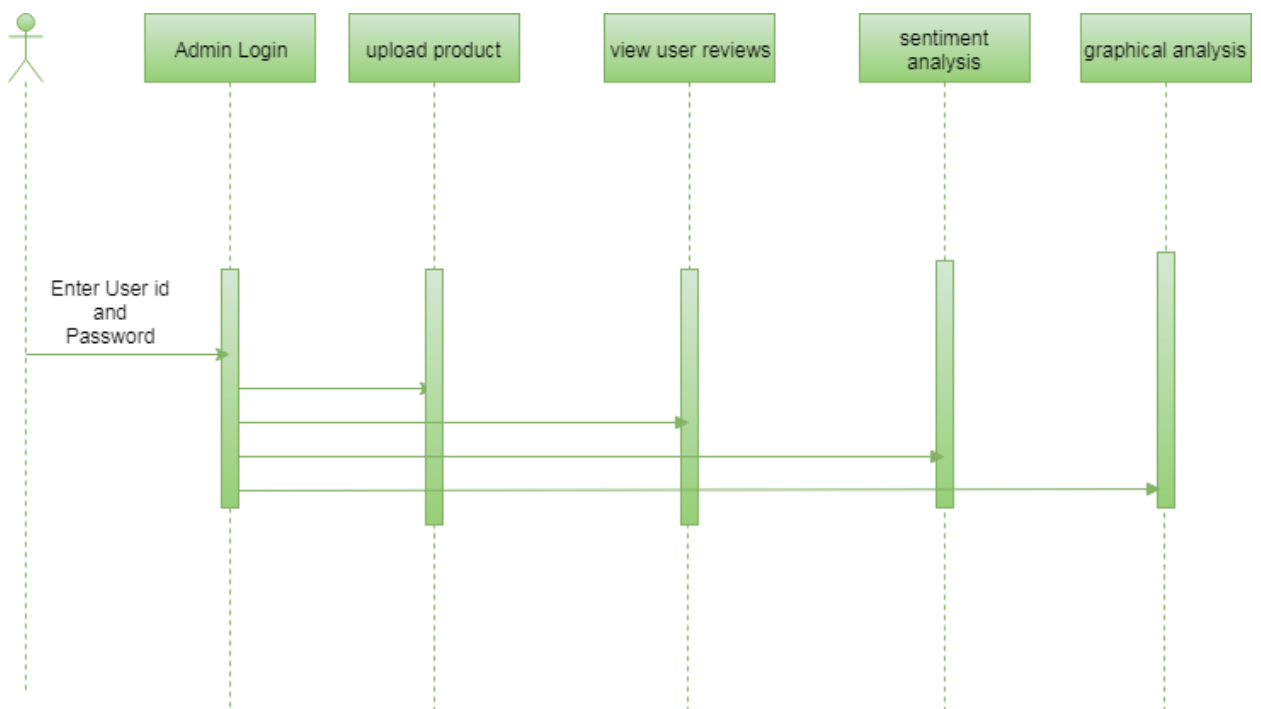 Admin Login
upload product
view user reviews
sentiment
analysis
graphical analysis
Enter User id
and
Password